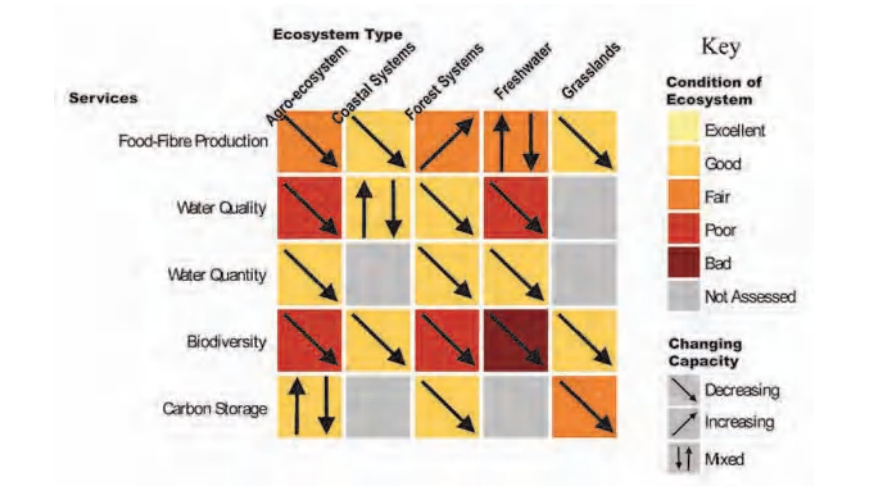 Ecosystem Type
Services
Agro-ecosystem
Coastal Systems
Forest Systems
Freshwater
Grasslands
Food-Fibre Production
Water Quality
Water Quantity
Biodiversity
Carbon Storage
Key
Condition of
Ecosystem
Excellent
Good
Fair
Poor
Bad
Not Assessed
Changing
Capacity
Decreasing
Increasing
Mixed